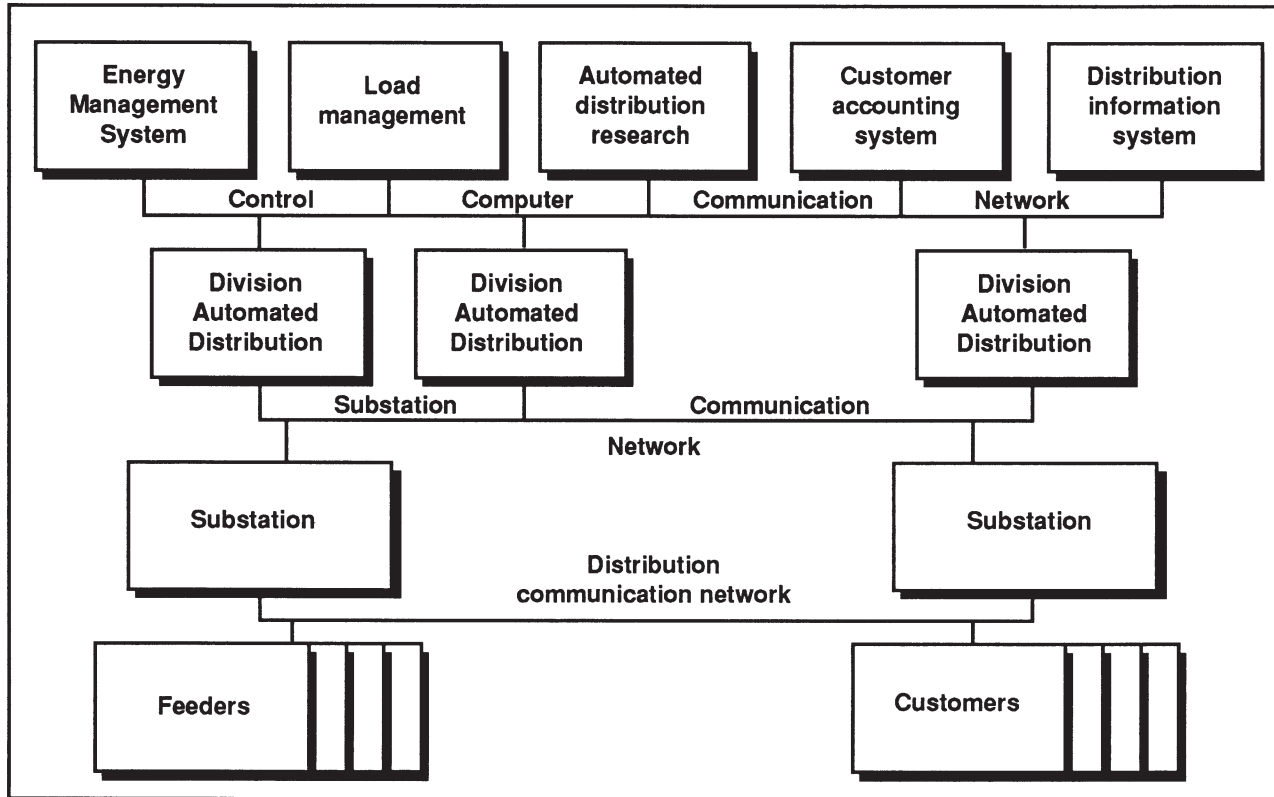 Energy
Management
System
Load
management
Automated
distribution
research
Customer
accounting
system
Distribution
information
system
Control Computer Communication Network
Division
Automated
Distribution
Division
Automated
Distribution
Division
Automated
Distribution
Substation Communication
Network
Substation
Substation
Distribution
communication network
Feeders
Customers